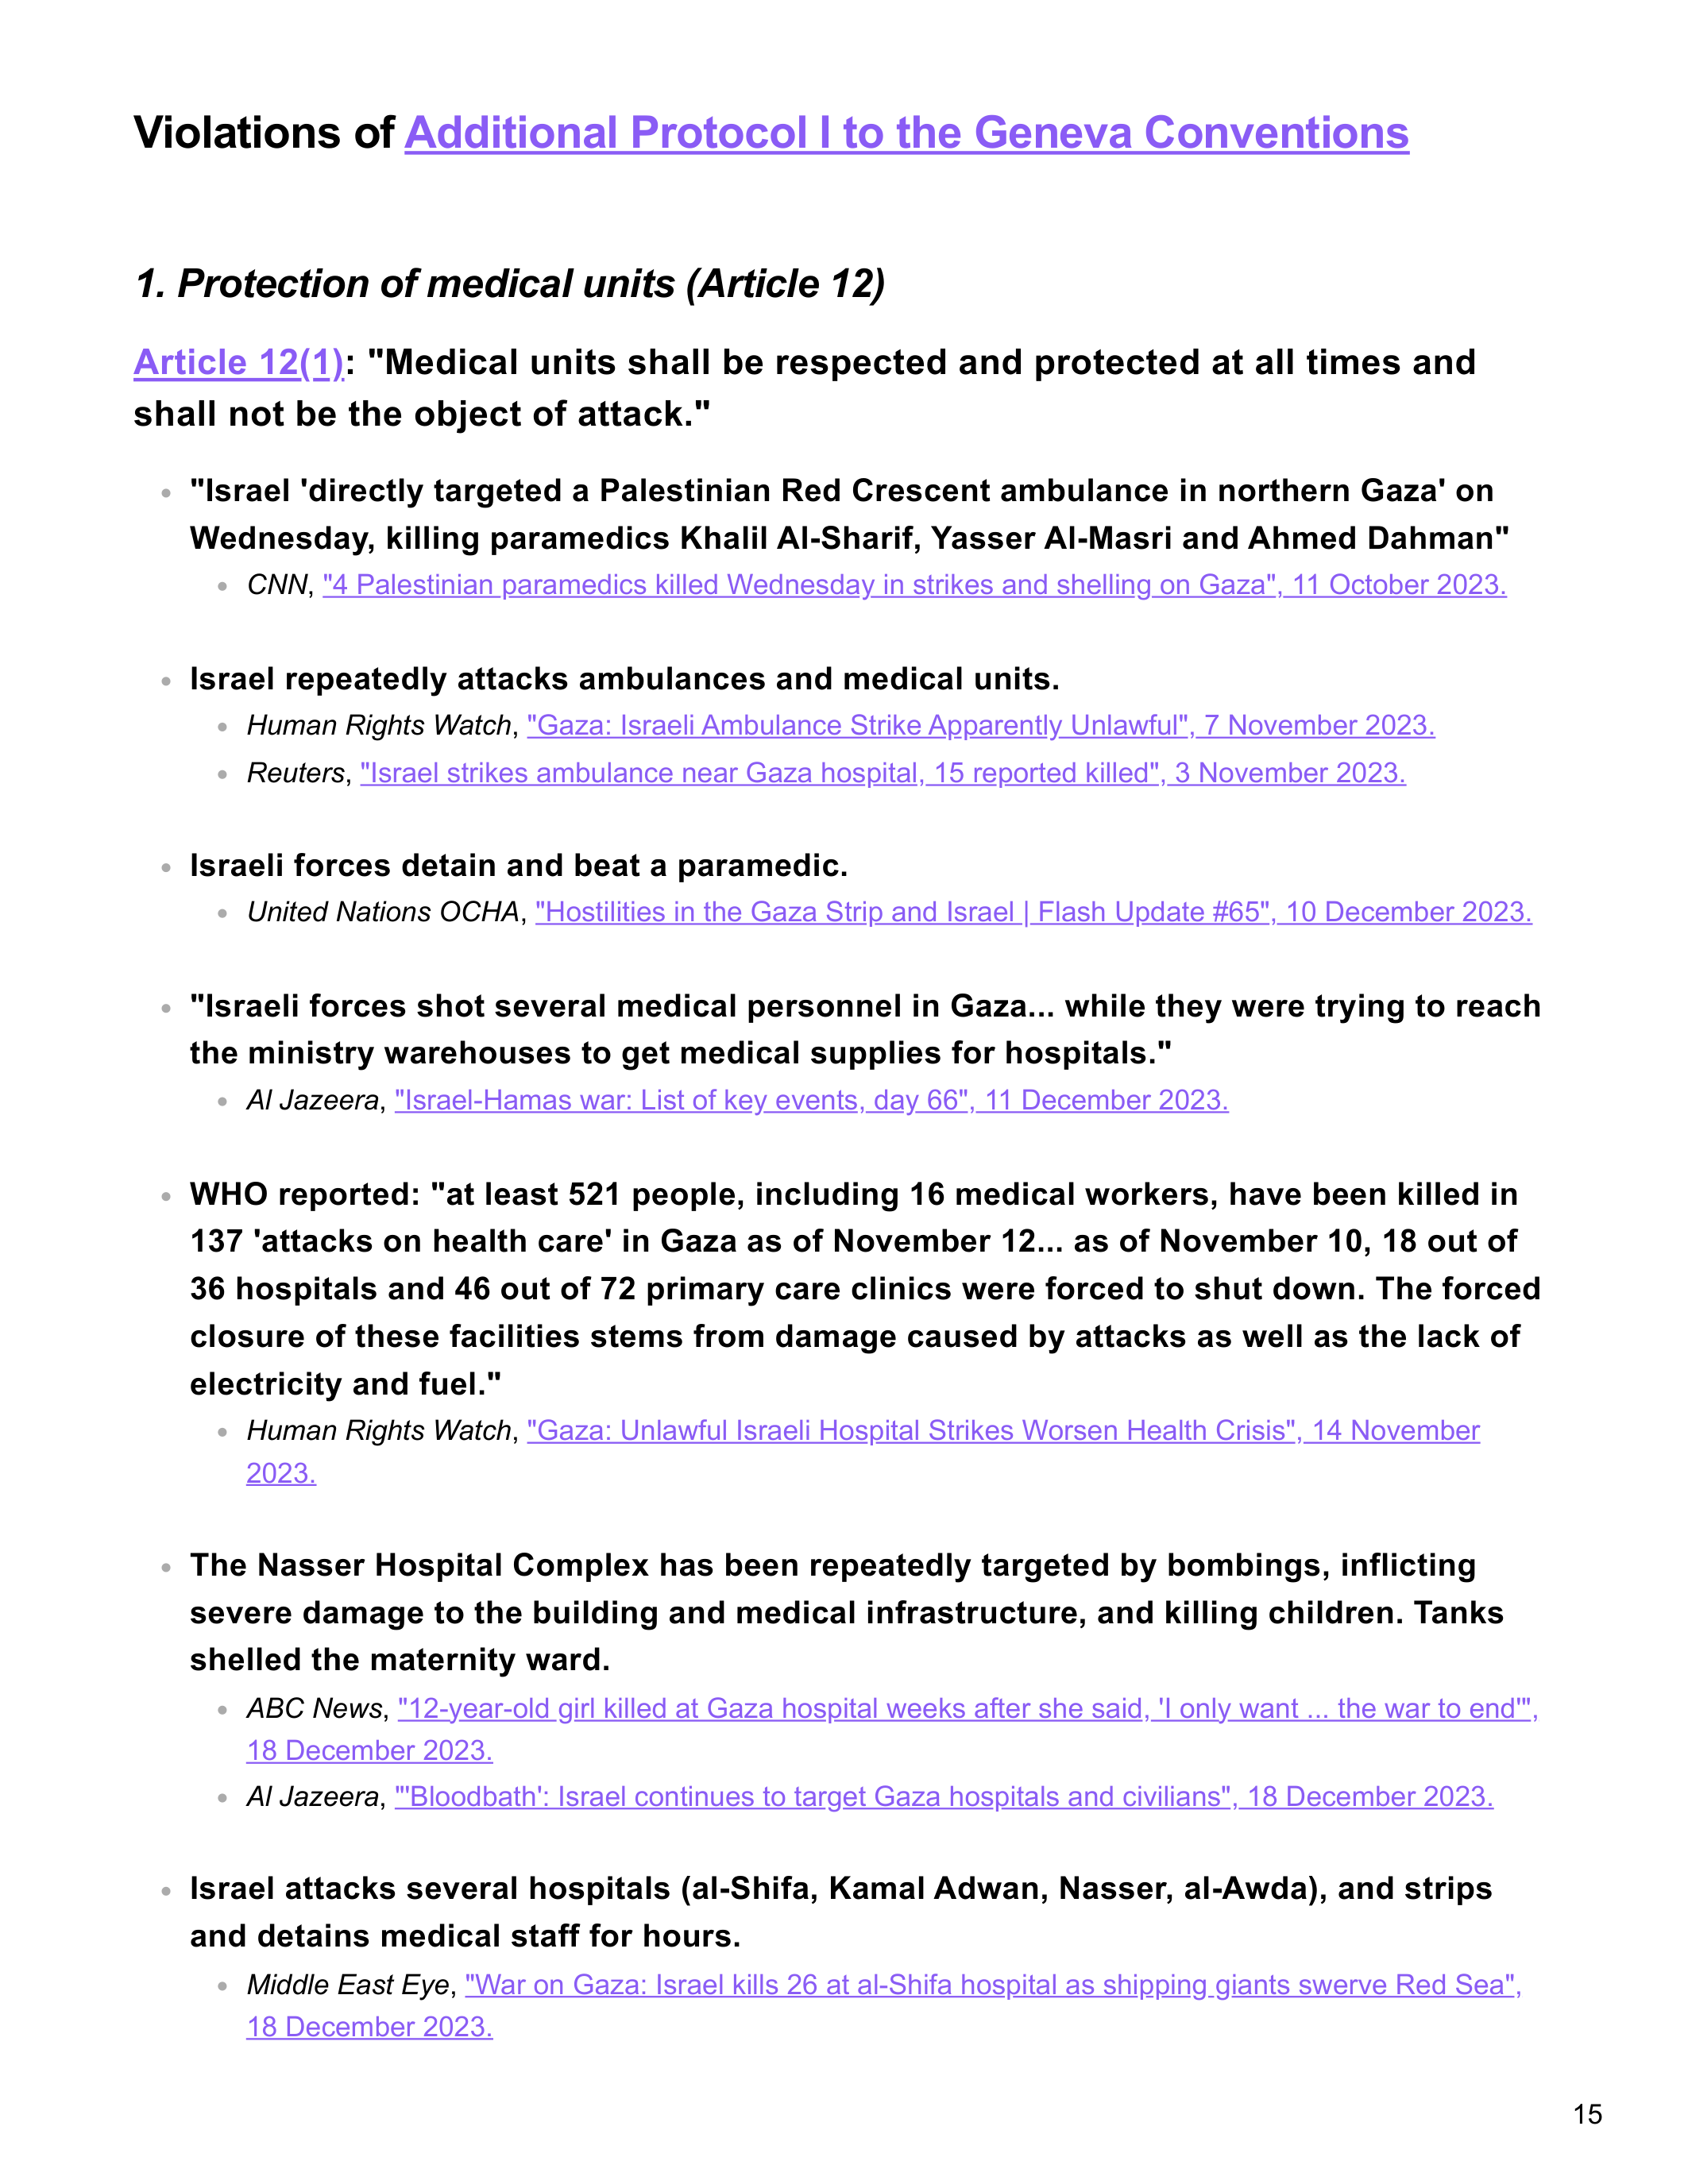 Violations of Additional Protocol I to the Geneva Conventions
1. Protection of medical units (Article 12)
Article 12(1): "Medical units shall be respected and protected at all times and
shall not be the object of attack."
• "Israel 'directly targeted a Palestinian Red Crescent ambulance in northern Gaza' on
Wednesday, killing paramedics Khalil Al-Sharif, Yasser Al-Masri and Ahmed Dahman"
• CNN, "4 Palestinian paramedics killed Wednesday in strikes and shelling on Gaza", 11 October 2023.
• Israel repeatedly attacks ambulances and medical units.
• Human Rights Watch, "Gaza: Israeli Ambulance Strike Apparently Unlawful", 7 November 2023.
• Reuters, "Israel strikes ambulance near Gaza hospital, 15 reported killed", 3 November 2023.
• Israeli forces detain and beat a paramedic.
• United Nations OCHA, "Hostilities in the Gaza Strip and Israel | Flash Update #65", 10 December 2023.
• "Israeli forces shot several medical personnel in Gaza... while they were trying to reach
the ministry warehouses to get medical supplies for hospitals."
• Al Jazeera, "Israel-Hamas war: List of key events, day 66", 11 December 2023.
• WHO reported: "at least 521 people, including 16 medical workers, have been killed in
137 'attacks on health care' in Gaza as of November 12... as of November 10, 18 out of
36 hospitals and 46 out of 72 primary care clinics were forced to shut down. The forced
closure of these facilities stems from damage caused by attacks as well as the lack of
electricity and fuel."
• Human Rights Watch, "Gaza: Unlawful Israeli Hospital Strikes Worsen Health Crisis", 14 November
2023.
• The Nasser Hospital Complex has been repeatedly targeted by bombings, inflicting
severe damage to the building and medical infrastructure, and killing children. Tanks
shelled the maternity ward.
• ABC News, "12-year-old girl killed at Gaza hospital weeks after she said, 'I only want ... the war to end'",
18 December 2023.
• Al Jazeera, "'Bloodbath': Israel continues to target Gaza hospitals and civilians", 18 December 2023.
• Israel attacks several hospitals (al-Shifa, Kamal Adwan, Nasser, al-Awda), and strips
and detains medical staff for hours.
• Middle East Eye, "War on Gaza: Israel kills 26 at al-Shifa hospital as shipping giants swerve Red Sea",
18 December 2023.
15